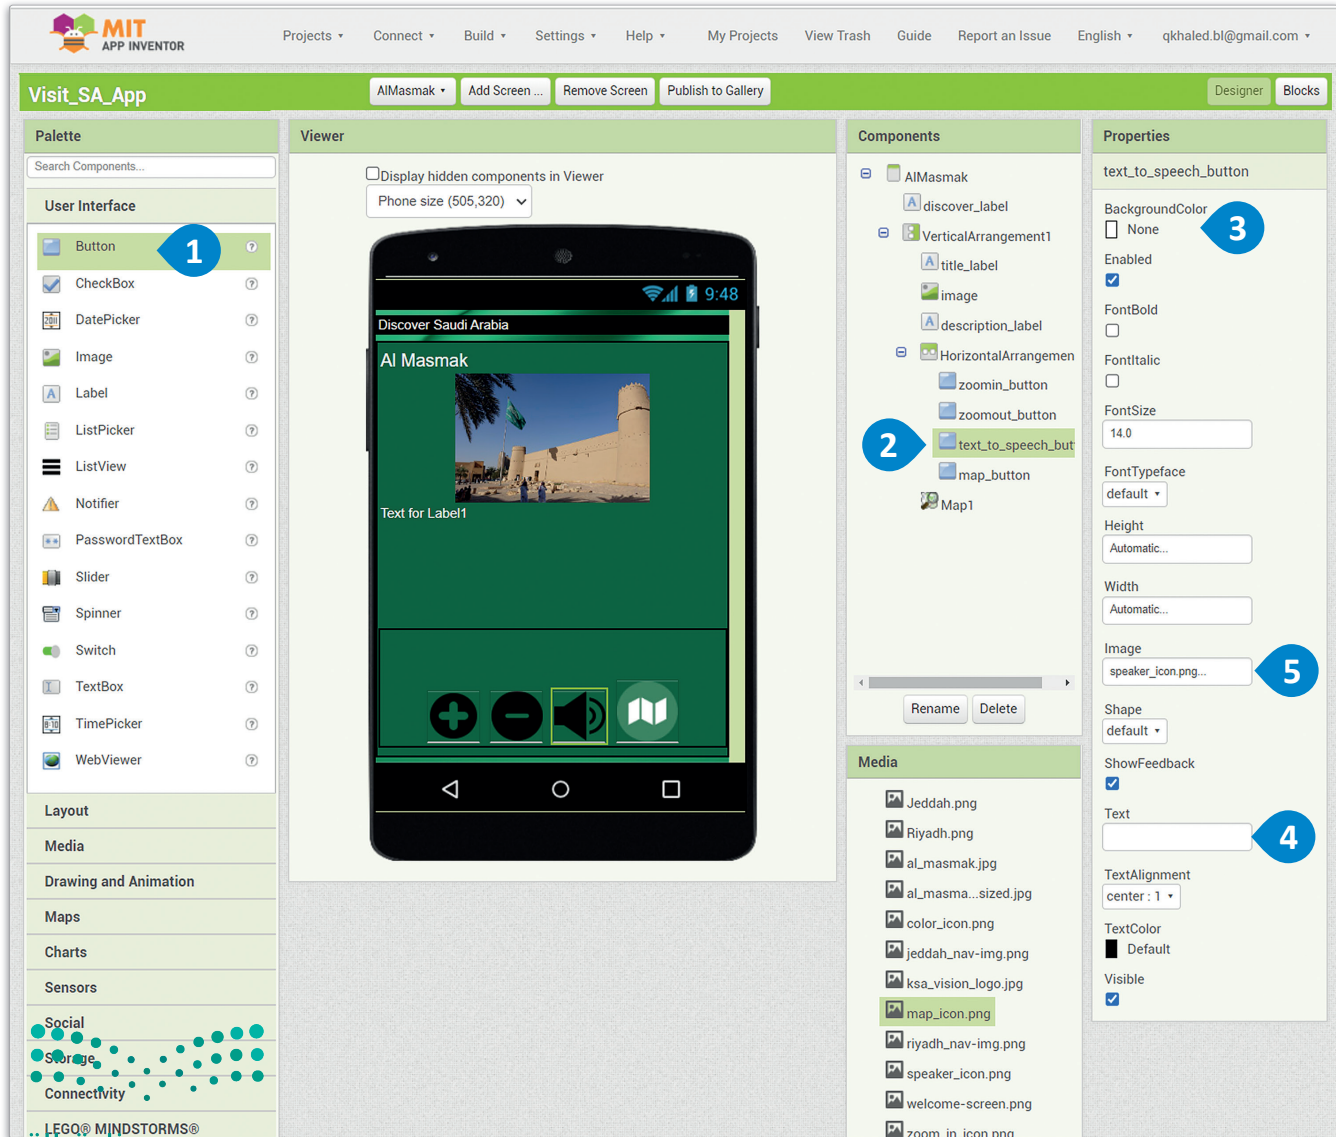 MIT
APP INVENTOR
Projects
Connect
Build
Settings
Help
My Projects
View Trash
Guide
Report an Issue
English
qkhaled.bl@gmail.com
Visit_SA_App
AlMasmak
Add Screen ...
Remove Screen
Publish to Gallery
Designer
Blocks
Palette
Search Components...
User Interface
Button
1
CheckBox
DatePicker
Image
Label
ListPicker
ListView
Notifier
PasswordTextBox
Slider
Spinner
Switch
TextBox
TimePicker
WebViewer
Layout
Media
Drawing and Animation
Maps
Charts
Sensors
Social
Storage
Connectivity
LEGO® MINDSTORMS®
Viewer
Display hidden components in Viewer
Phone size (505,320)
9:48
Discover Saudi Arabia
Al Masmak
Text for Label1
Components
AlMasmak
discover_label
VerticalArrangement1
title_label
image
description_label
HorizontalArrangemen
zoomin_button
zoomout_button
2
text_to_speech_but
map_button
Map1
Rename
Delete
Media
Jeddah.png
Riyadh.png
al_masmak.jpg
al_masma...sized.jpg
color_icon.png
jeddah_nav-img.png
ksa_vision_logo.jpg
map_icon.png
riyadh_nav-img.png
speaker_icon.png
welcome-screen.png
zoom_in_icon.png
Properties
text_to_speech_button
BackgroundColor
None
3
Enabled
FontBold
FontItalic
FontSize
14.0
FontTypeface
default
Height
Automatic...
Width
Automatic...
Image
speaker_icon.png...
5
Shape
default
ShowFeedback
Text
4
TextAlignment
center : 1
TextColor
Default
Visible